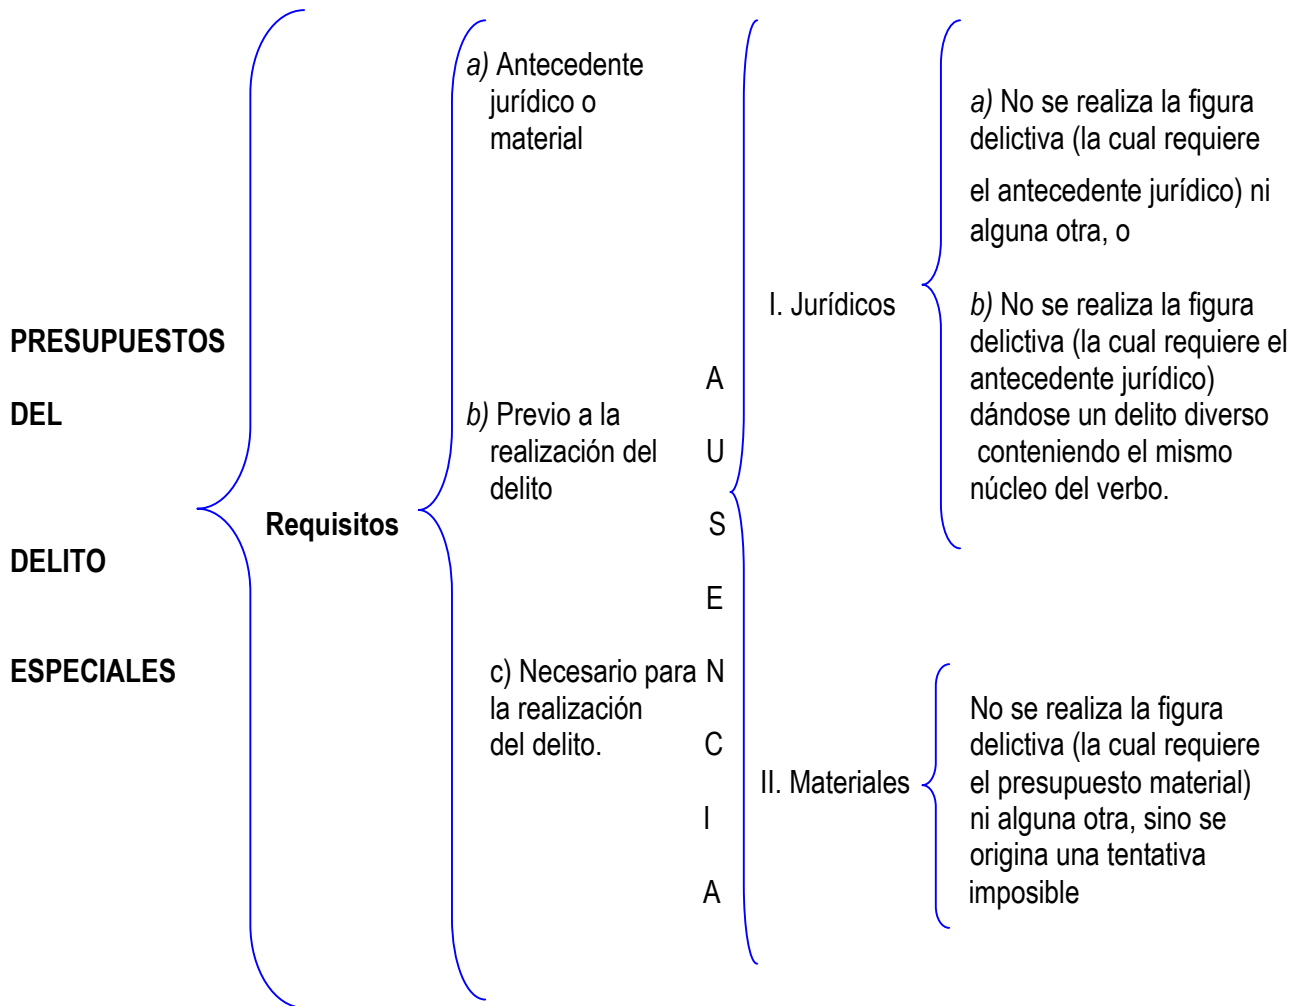 PRESUPUESTOS
DEL
DELITO
ESPECIALES
Requisitos
a) Antecedente
jurídico o
material
b) Previo a la
realización del
delito
c) Necesario para
la realización
del delito.
A
U
S
E
N
C
I
A
I. Jurídicos
a) No se realiza la figura
delictiva (la cual requiere
el antecedente jurídico) ni
alguna otra, o
b) No se realiza la figura
delictiva (la cual requiere el
antecedente jurídico)
dándose un delito diverso
conteniendo el mismo
núcleo del verbo.
II. Materiales
No se realiza la figura
delictiva (la cual requiere
el presupuesto material)
ni alguna otra, sino se
origina una tentativa
imposible